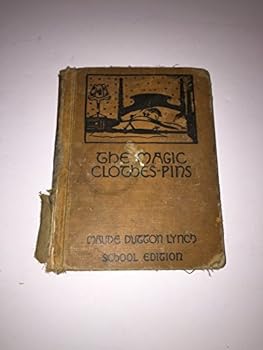 THE MAGIC
CLOTHES-PINS
MAUDE DUTTON LYNCH
SCHOOL EDITION